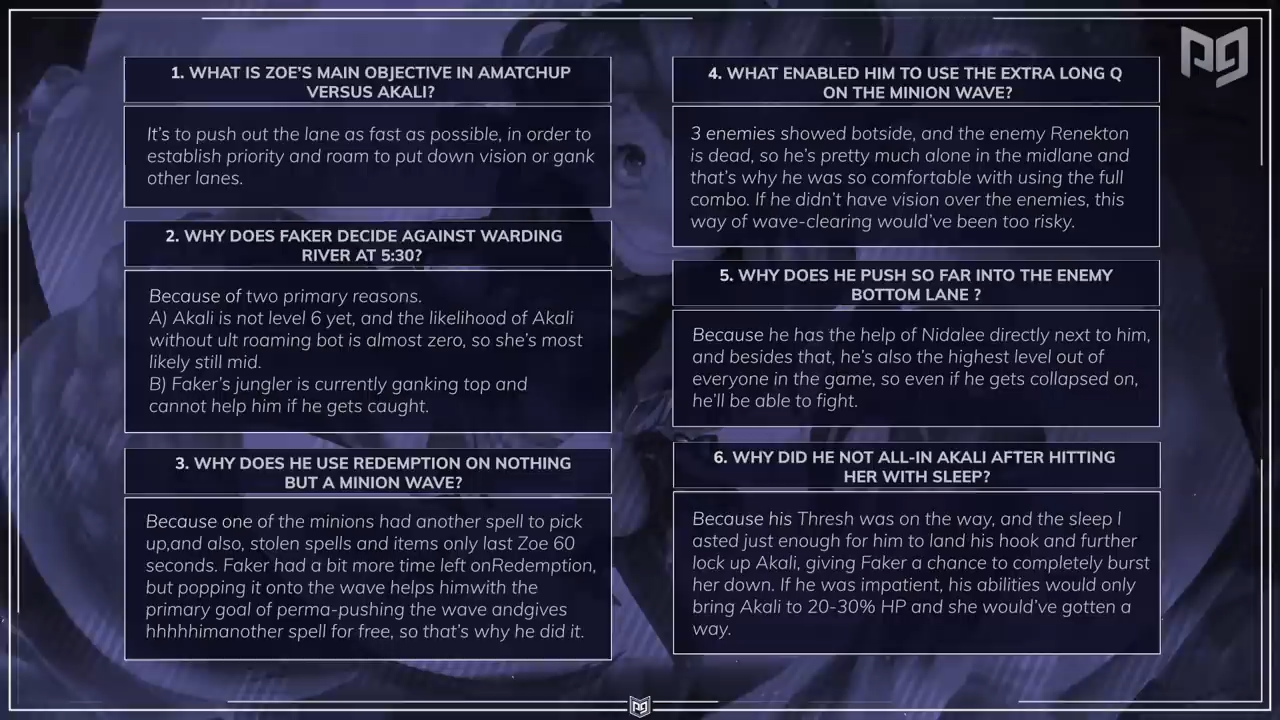 1. WHAT IS ZOE'S MAIN OBJECTIVE IN AMATCHUP
VERSUS AKALI?
It's to push out the lane as fast as possible, in order to
establish priority and roam to put down vision or gank
other lanes.
2. WHY DOES FAKER DECIDE AGAINST WARDING
RIVER AT 5:30?
Because of two primary reasons.
A) Akali is not level 6 yet, and the likelihood of Akali
without ult roaming bot is almost zero, so she's most
likely still mid.
B) Faker's jungler is currently ganking top and
cannot help him if he gets caught.
3. WHY DOES HE USE REDEMPTION ON NOTHING
BUT A MINION WAVE?
Because one of the minions had another spell to pick
up,and also, stolen spells and items only last Zoe 60
seconds. Faker had a bit more time left onRedemption,
but popping it onto the wave helps himwith the
primary goal of perma-pushing the wave andgives
hhhhhimanother spell for free, so that's why he did it.
4. WHAT ENABLED HIM TO USE THE EXTRA LONG Q
ON THE MINION WAVE?
3 enemies showed botside, and the enemy Renekton
is dead, so he's pretty much alone in the midlane and
that's why he was so comfortable with using the full
combo. If he didn't have vision over the enemies, this
way of wave-clearing would've been too risky.
5. WHY DOES HE PUSH SO FAR INTO THE ENEMY
BOTTOM LANE ?
Because he has the help of Nidalee directly next to him,
and besides that, he's also the highest level out of
everyone in the game, so even if he gets collapsed on,
he'll be able to fight.
6. WHY DID HE NOT ALL-IN AKALI AFTER HITTING
HER WITH SLEEP?
Because his Thresh was on the way, and the sleep l
asted just enough for him to land his hook and further
lock up Akali, giving Faker a chance to completely burst
her down. If he was impatient, his abilities would only
bring Akali to 20-30% HP and she would've gotten a
way.
PG
PG